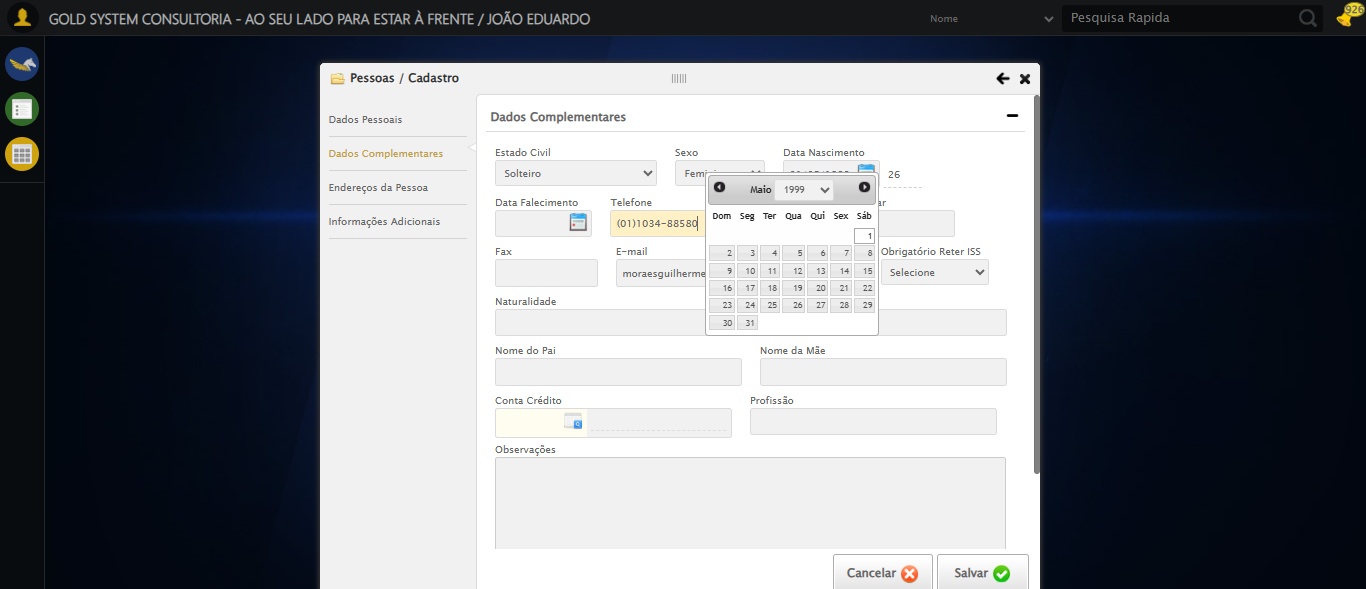 GOLD SYSTEM CONSULTORIA - AO SEU LADO PARA ESTAR À FRENTE / JOÃO EDUARDO
Nome
Pesquisa Rapida
926
Pessoas / Cadastro
Dados Pessoais
Dados Complementares
Endereços da Pessoa
Informações Adicionais
Dados Complementares
Estado Civil Sexo Data Nascimento
Solteiro 26
Data Falecimento Telefone
(01)1034-88580
Maio 1999
Dom Seg Ter Qua Qui Sex Sáb
1
2 3 4 5 6 7 8
9 10 11 12 13 14 15
16 17 18 19 20 21 22
23 24 25 26 27 28 29
30 31
Fax E-mail Obrigatório Reter ISS
moraesguilherme Selecione
Naturalidade
Nome do Pai Nome da Mãe
Conta Crédito Profissão
Observações
Cancelar Salvar